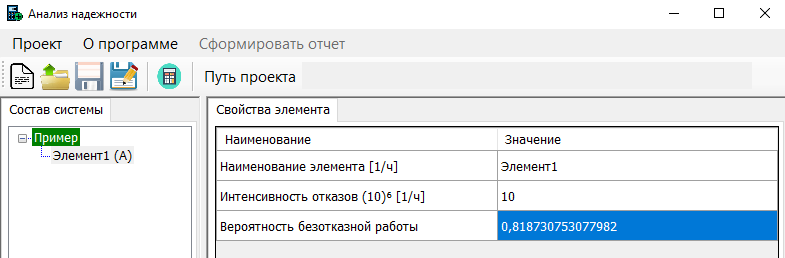 Анализ надежности
Проект О программе Сформировать отчет
Путь проекта
Состав системы
Пример
Элемент1 (А)
Свойства элемента
Наименование Значение
Наименование элемента [1/ч] Элемент1
Интенсивность отказов (10)⁶ [1/ч] 10
Вероятность безотказной работы 0,818730753077982